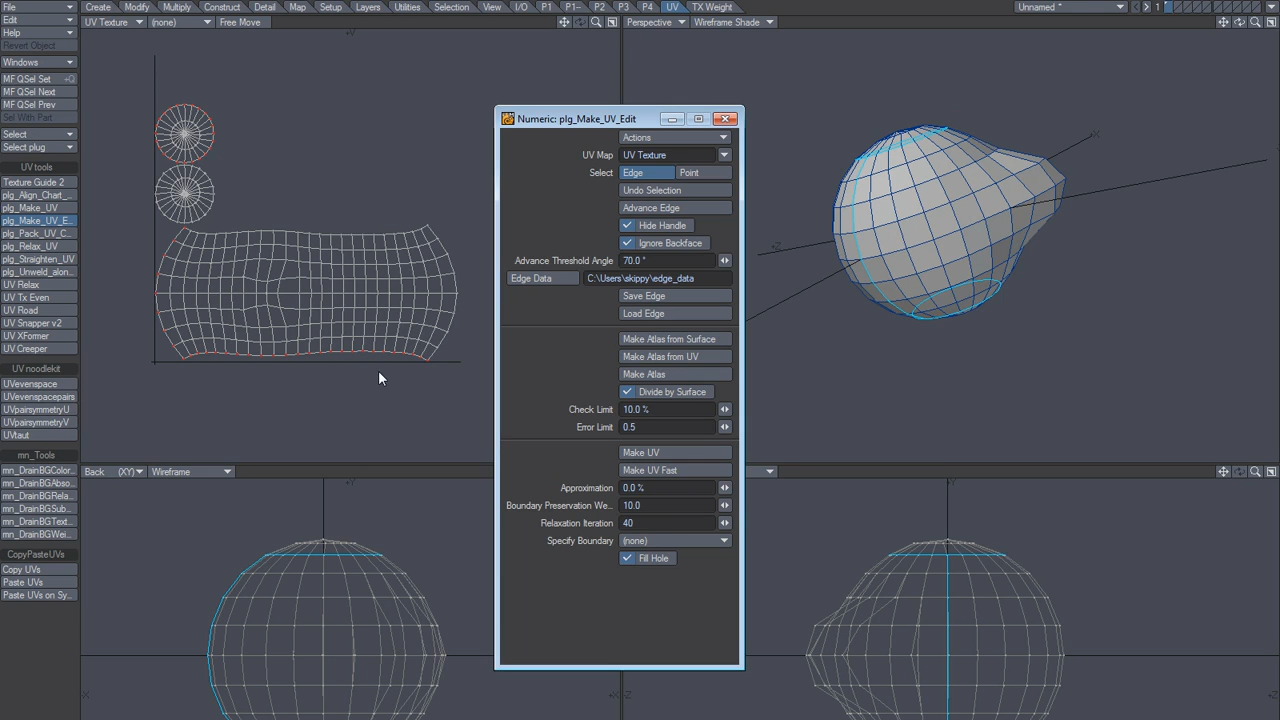 File
Create
Modify
Multiply
Construct
Detail
Map
Setup
Layers
Utilities
Selection
View
I/O
P1
P1--
P2
P3
P4
UV
TX Weight
Unnamed *
1
Edit
UV Texture
(none)
Free Move
Perspective
Wireframe Shade
Help
Revert Object
Windows
MF QSel Set +Q
MF QSel Next
MF QSel Prev
Sel With Part
Select
Select plug
UV tools
Texture Guide 2
plg_Align_Chart_...
plg_Make_UV
plg_Make_UV_E...
plg_Pack_UV_C...
plg_Relax_UV
plg_Straighten_UV
plg_Unweld_alon...
UV Relax
UV Tx Even
UV Road
UV Snapper v2
UV XFormer
UV Creeper
UV noodlekit
UVevenspace
UVevenspacepairs
UVpairsymmetryU
UVpairsymmetryV
UVtaut
mn_Tools
mn_DrainBGColor...
mn_DrainBGAbso...
mn_DrainBGRela...
mn_DrainBGSub...
mn_DrainBGText...
mn_DrainBGWei...
CopyPasteUVs
Copy UVs
Paste UVs
Paste UVs on Sy...
Numeric: plg_Make_UV_Edit
Actions
UV Map UV Texture
Select Edge Point
Undo Selection
Advance Edge
Hide Handle
Ignore Backface
Advance Threshold Angle 70.0 °
Edge Data C:\Users\skippy\edge_data
Save Edge
Load Edge
Make Atlas from Surface
Make Atlas from UV
Make Atlas
Divide by Surface
Check Limit 10.0 %
Error Limit 0.5
Make UV
Make UV Fast
Approximation 0.0 %
Boundary Preservation We... 10.0
Relaxation Iteration 40
Specify Boundary (none)
Fill Hole
Back (XY)
Wireframe